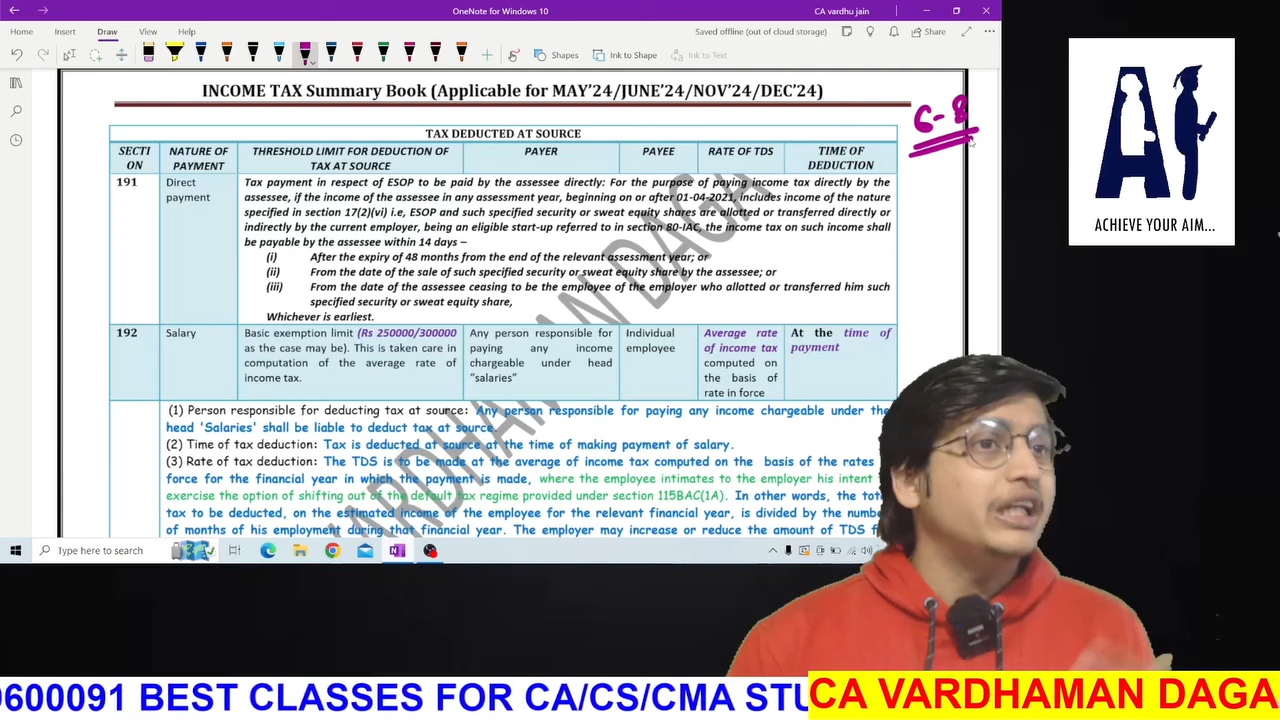 OneNote for Windows 10
CA vardhu jain
Home Insert Draw View Help
Saved offline (out of cloud storage)
Share
Shapes
Ink to Shape
Ink to Text
INCOME TAX Summary Book (Applicable for MAY'24/JUNE'24/NOV'24/DEC'24)
6-8
TAX DEDUCTED AT SOURCE
SECTI ON
NATURE OF PAYMENT
THRESHOLD LIMIT FOR DEDUCTION OF TAX AT SOURCE
PAYER
PAYEE
RATE OF TDS
TIME OF DEDUCTION
191
Direct payment
Tax payment in respect of ESOP to be paid by the assessee directly: For the purpose of paying income tax directly by the
assessee, if the income of the assessee in any assessment year, beginning on or after 01-04-2021, includes income of the nature
specified in section 17(2)(vi) i.e, ESOP and such specified security or sweat equity shares are allotted or transferred directly or
indirectly by the current employer, being an eligible start-up referred to in section 80-IAC, the income tax on such income shall
be payable by the assessee within 14 days –
(i) After the expiry of 48 months from the end of the relevant assessment year; or
(ii) From the date of the sale of such specified security or sweat equity share by the assessee; or
(iii) From the date of the assessee ceasing to be the employee of the employer who allotted or transferred him such
specified security or sweat equity share,
Whichever is earliest.
192
Salary
Basic exemption limit (Rs 250000/300000
as the case may be). This is taken care in
computation of the average rate of
income tax.
Any person responsible for
paying any income
chargeable under head
"salaries"
Individual
employee
Average rate
of income tax
computed on
the basis of
rate in force
At the time of
payment
(1) Person responsible for deducting tax at source: Any person responsible for paying any income chargeable under the
head 'Salaries' shall be liable to deduct tax at source.
(2) Time of tax deduction: Tax is deducted at source at the time of making payment of salary.
(3) Rate of tax deduction: The TDS is to be made at the average of income tax computed on the basis of the rates
force for the financial year in which the payment is made, where the employee intimates to the employer his intent
exercise the option of shifting out of the default tax regime provided under section 115BAC(1A). In other words, the
tax to be deducted, on the estimated income of the employee for the relevant financial year, is divided by the
of months of his employment during that financial year. The employer may increase or reduce the amount of TDS
VARDHAMAN DAGA
Type here to search
ACHIEVE YOUR AIM...
9600091 BEST CLASSES FOR CA/CS/CMA STU
CA VARDHAMAN DAGA